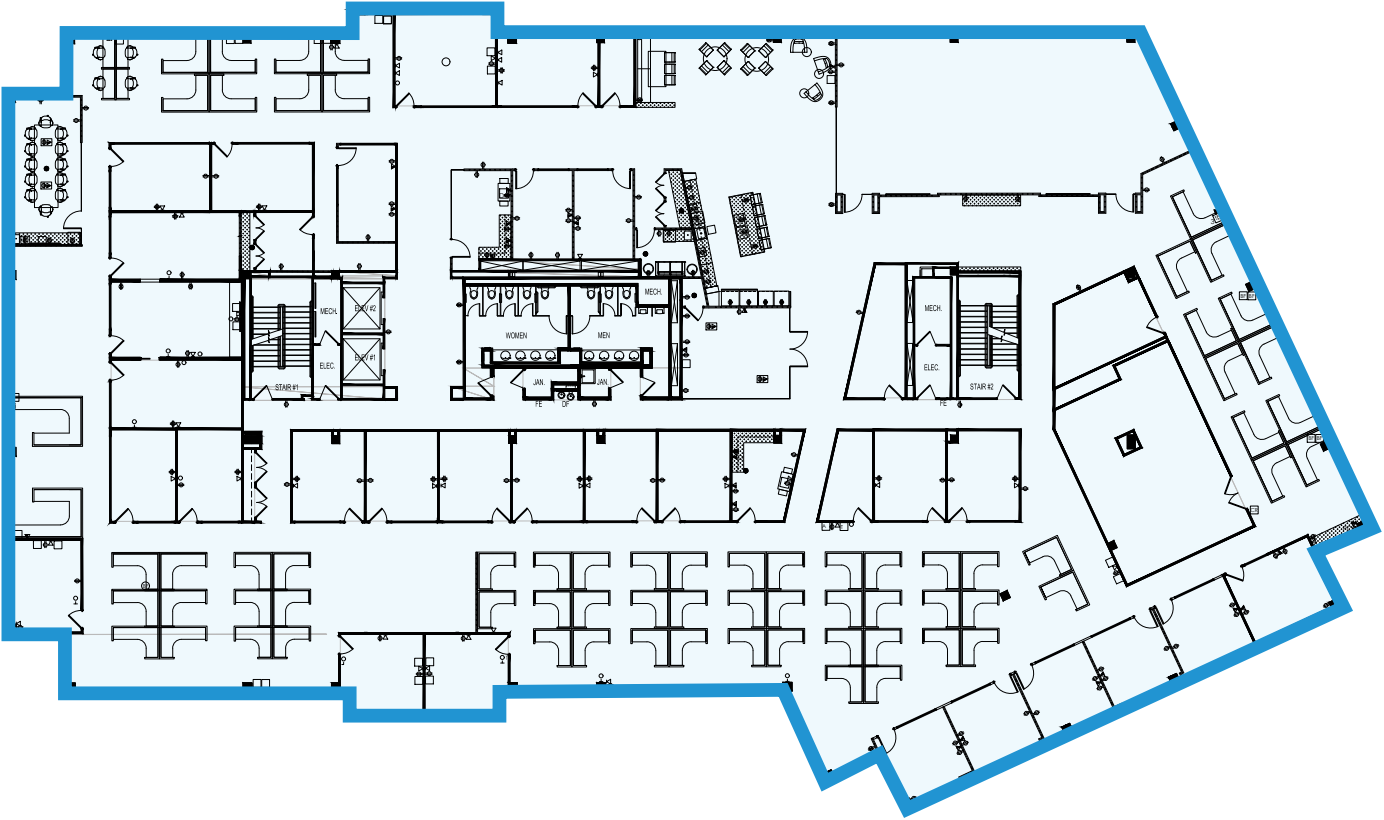 MECH.
ELEV #2
MECH.
MECH.
WOMEN
MEN
ELEV #1
ELEC.
ELEC.
STAIR #1
JAN.
JAN.
STAIR #2
FE
DF
FE